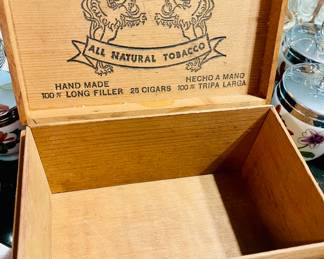 ALL NATURAL TOBACCO
HAND MADE HECHO A MANO
100% LONG FILLER 25 CIGARS 100% TRIPA LARGA